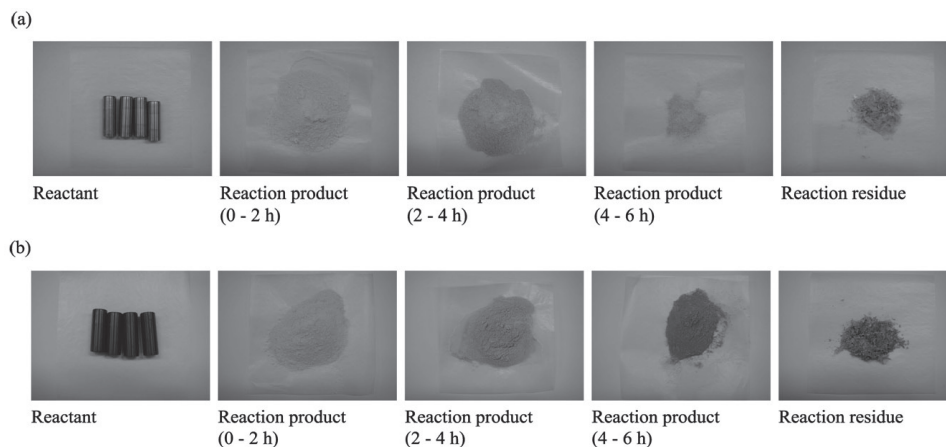 (a)
Reactant
Reaction product
(0 - 2 h)
Reaction product
(2 - 4 h)
Reaction product
(4 - 6 h)
Reaction residue
(b)
Reactant
Reaction product
(0 - 2 h)
Reaction product
(2 - 4 h)
Reaction product
(4 - 6 h)
Reaction residue